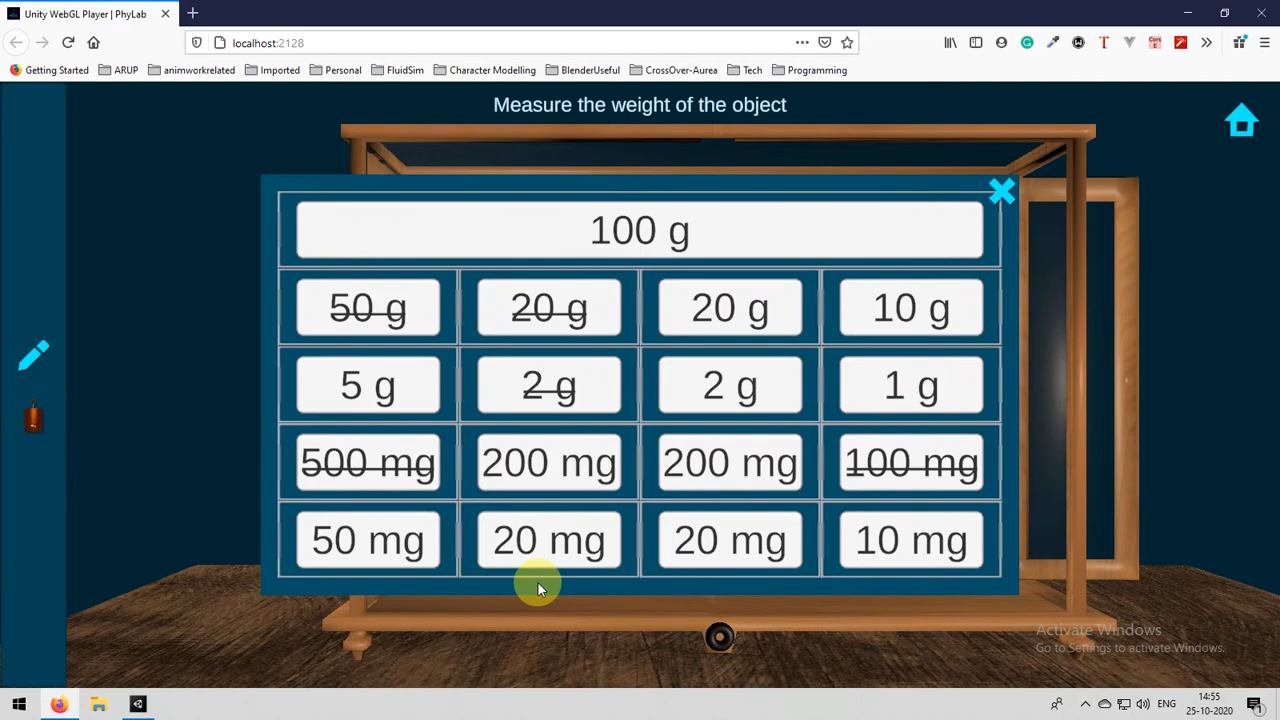 Unity WebGL Player | PhyLab
localhost:2128
Getting Started ARUP animworkrelated Imported Personal FluidSim Character Modelling BlenderUseful CrossOver-Aurea Tech Programming
Measure the weight of the object
100 g
50 g 20 g 20 g 10 g
5 g 2 g 2 g 1 g
500 mg 200 mg 200 mg 100 mg
50 mg 20 mg 20 mg 10 mg
Activate Windows
Go to Settings to activate Windows.
ENG
14:55
25-10-2020